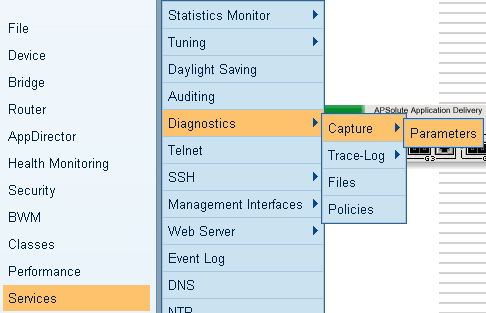 File
Device
Bridge
Router
AppDirector
Health Monitoring
Security
BWM
Classes
Performance
Services
Statistics Monitor
Tuning
Daylight Saving
Auditing
Diagnostics
Telnet
SSH
Management Interfaces
Web Server
Event Log
DNS
NTP
APSolute Application Delivery
Capture
Trace-Log
Files
Policies
Parameters
G3